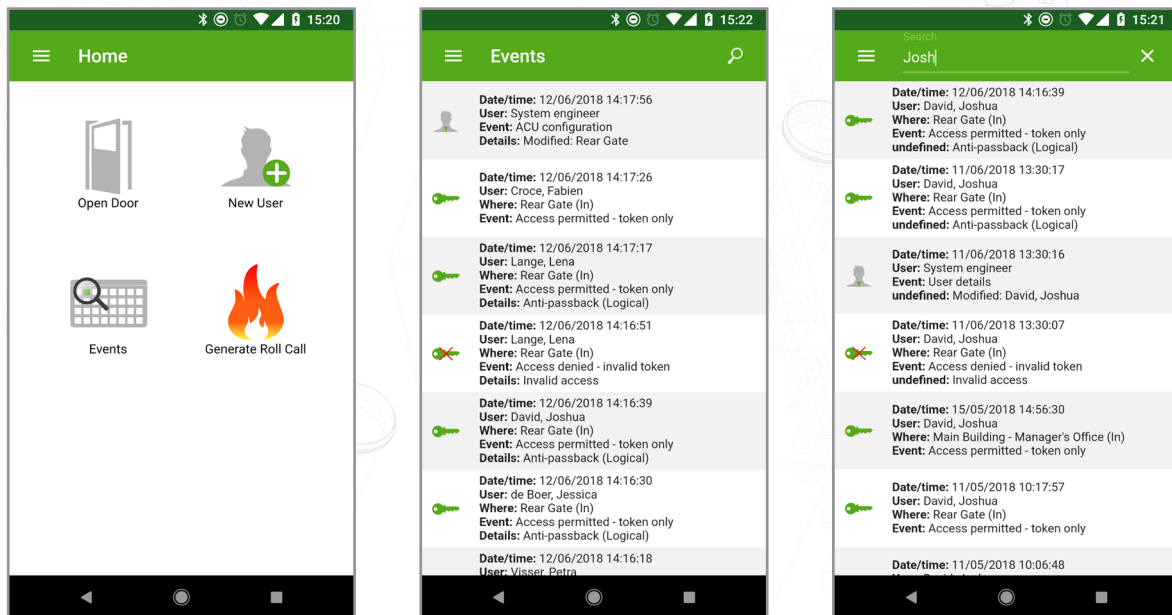 15:20
Home
Open Door
New User
Events
Generate Roll Call
15:22
Events
Date/time: 12/06/2018 14:17:56
User: System engineer
Event: ACU configuration
Details: Modified: Rear Gate
Date/time: 12/06/2018 14:17:26
User: Croce, Fabien
Where: Rear Gate (In)
Event: Access permitted - token only
Date/time: 12/06/2018 14:17:17
User: Lange, Lena
Where: Rear Gate (In)
Event: Access permitted - token only
Details: Anti-passback (Logical)
Date/time: 12/06/2018 14:16:51
User: Lange, Lena
Where: Rear Gate (In)
Event: Access denied - invalid token
Details: Invalid access
Date/time: 12/06/2018 14:16:39
User: David, Joshua
Where: Rear Gate (In)
Event: Access permitted - token only
Details: Anti-passback (Logical)
Date/time: 12/06/2018 14:16:30
User: de Boer, Jessica
Where: Rear Gate (In)
Event: Access permitted - token only
Details: Anti-passback (Logical)
Date/time: 12/06/2018 14:16:18
User: Visser, Petra
15:21
Search
Josh
Date/time: 12/06/2018 14:16:39
User: David, Joshua
Where: Rear Gate (In)
Event: Access permitted - token only
undefined: Anti-passback (Logical)
Date/time: 11/06/2018 13:30:17
User: David, Joshua
Where: Rear Gate (In)
Event: Access permitted - token only
undefined: Anti-passback (Logical)
Date/time: 11/06/2018 13:30:16
User: System engineer
Event: User details
undefined: Modified: David, Joshua
Date/time: 11/06/2018 13:30:07
User: David, Joshua
Where: Rear Gate (In)
Event: Access denied - invalid token
undefined: Invalid access
Date/time: 15/05/2018 14:56:30
User: David, Joshua
Where: Main Building - Manager's Office (In)
Event: Access permitted - token only
Date/time: 11/05/2018 10:17:57
User: David, Joshua
Where: Rear Gate (In)
Event: Access permitted - token only
Date/time: 11/05/2018 10:06:48